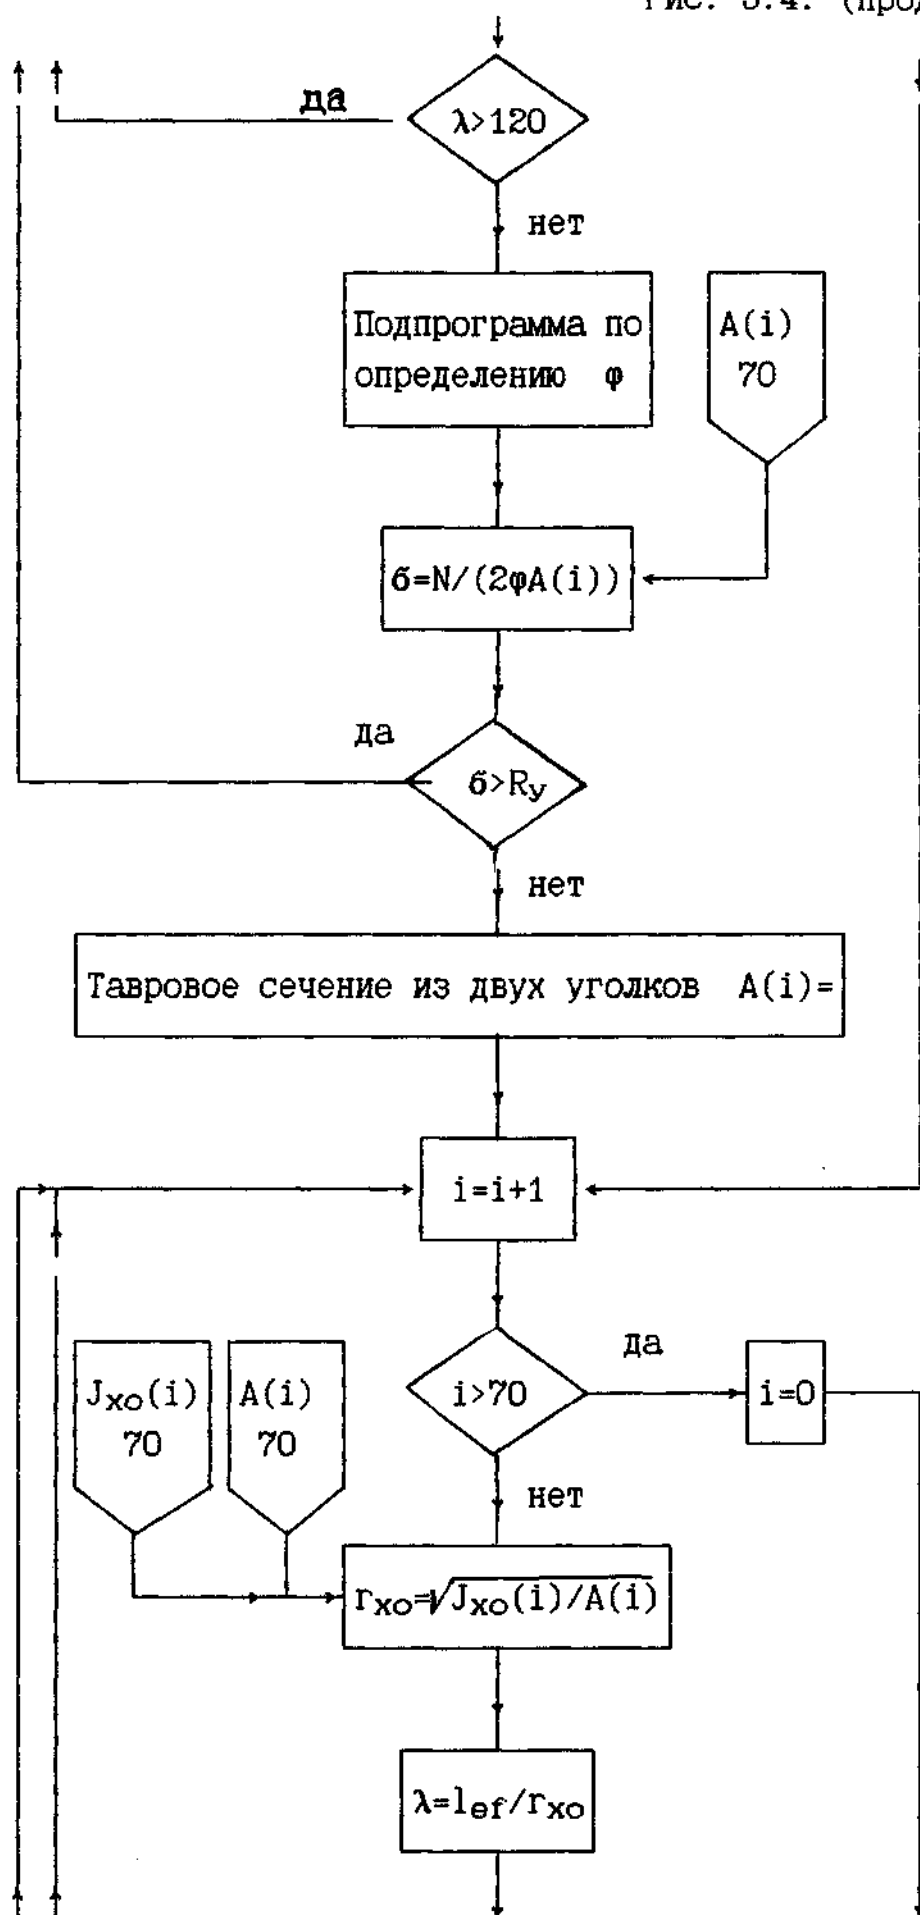 Рис. 3.4. (прод
да
λ>120
нет
Подпрограмма по
определению φ
A(i)
70
б=N/(2φA(i))
да
б>Ry
нет
Тавровое сечение из двух уголков A(i)=
i=i+1
да
Jxo(i)
70
A(i)
70
i>70
i=0
нет
rxo=√Jxo(i)/A(i)
λ=lef/rxo